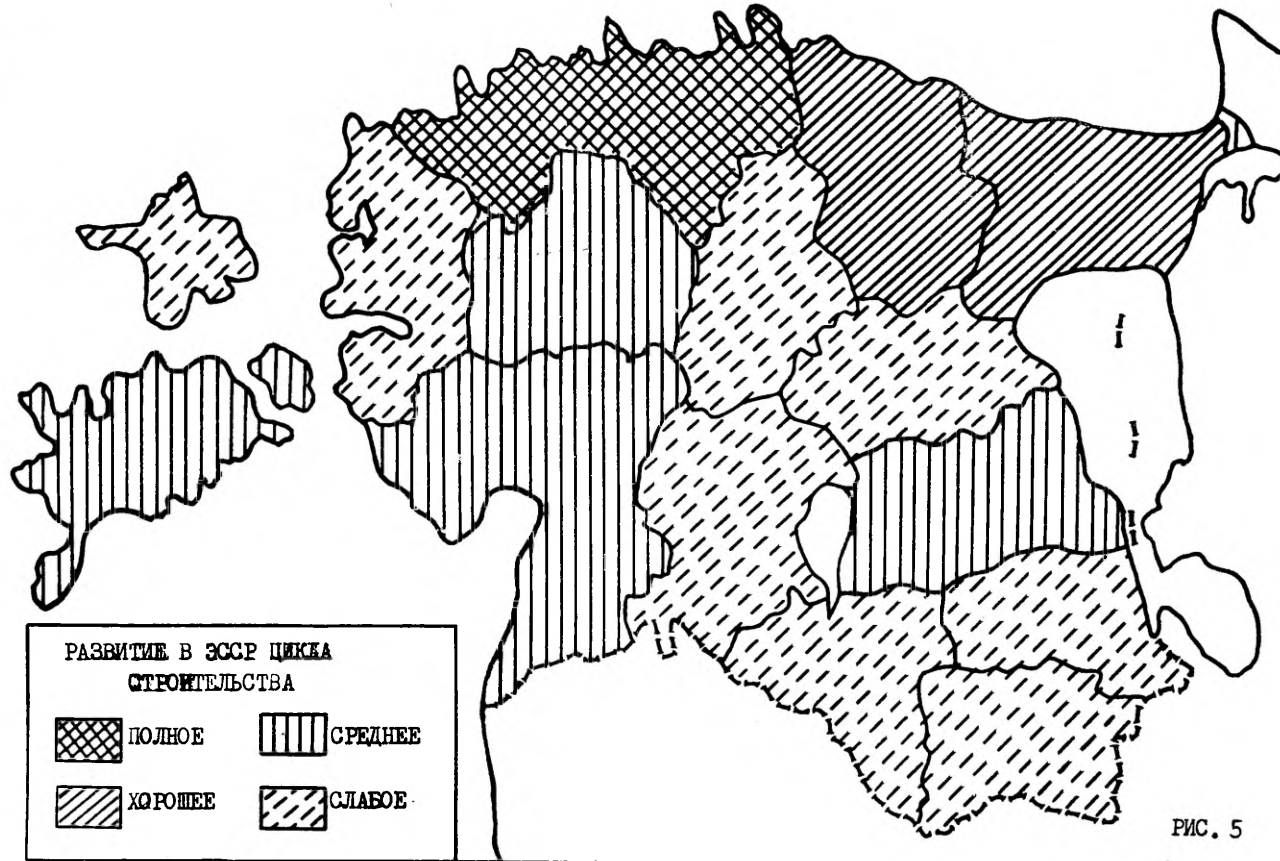 РАЗВИТИЕ В ЭССР ЦИКЛА
СТРОИТЕЛЬСТВА
ПОЛНОЕ
СРЕДНЕЕ
ХОРОШЕЕ
СЛАБОЕ
РИС. 5